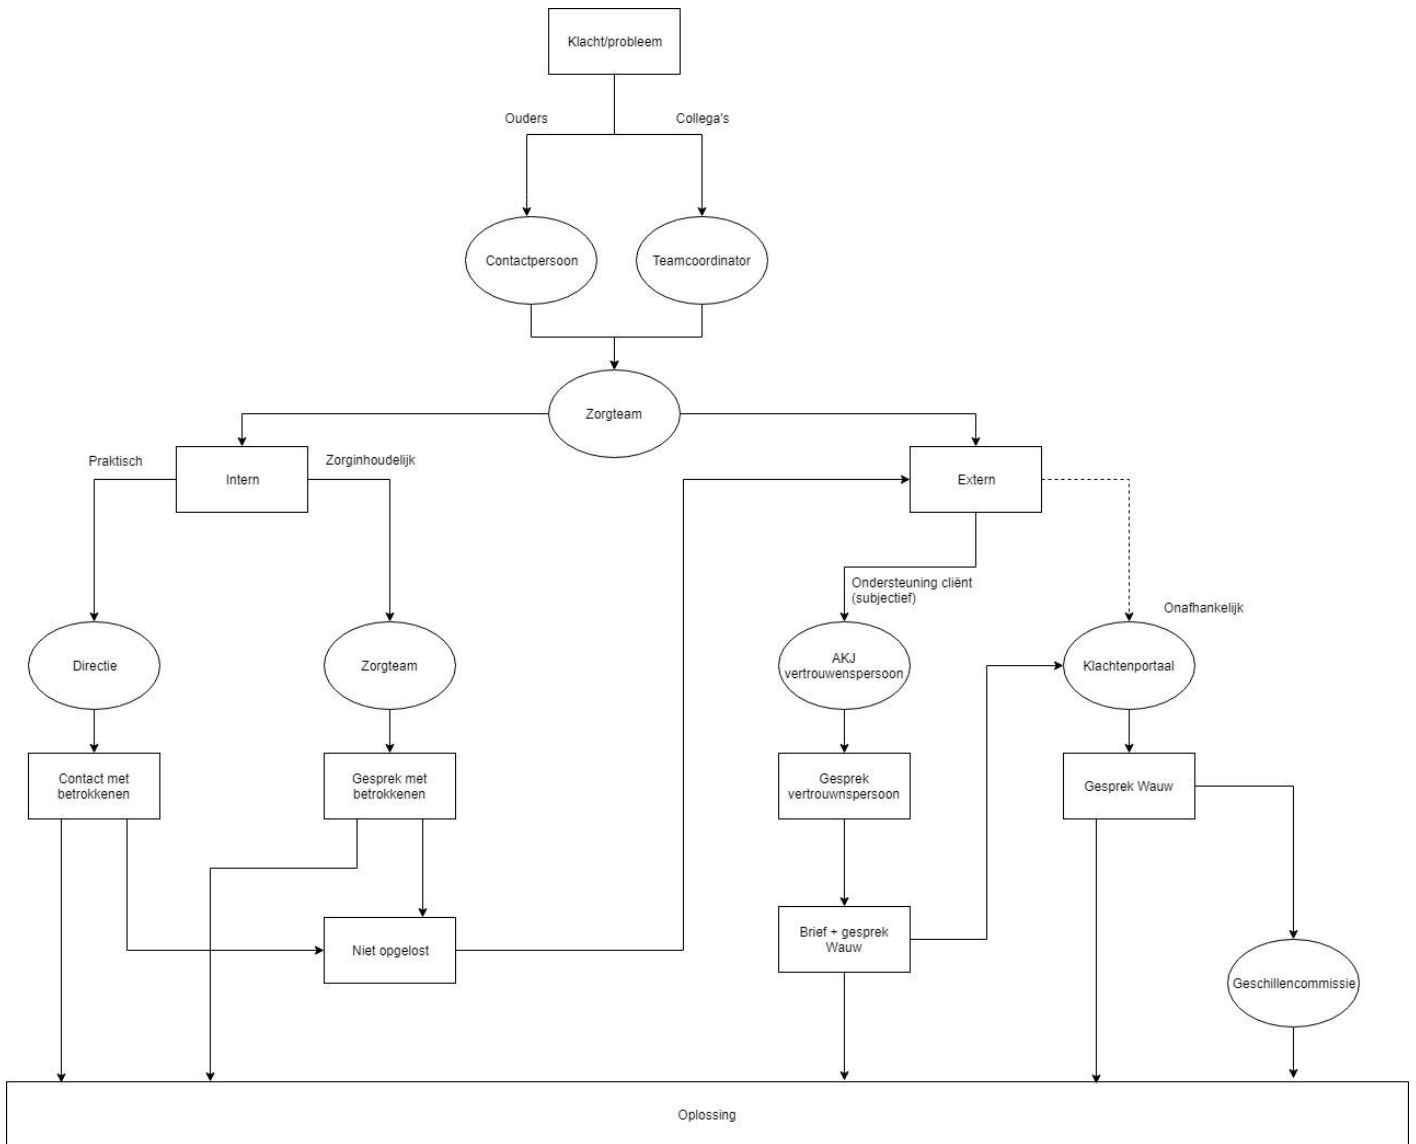 Klacht/probleem
Ouders
Collega's
Contactpersoon
Teamcoordinator
Zorgteam
Praktisch
Intern
Zorginhoudelijk
Extern
Ondersteuning cliënt
(subjectief)
Onafhankelijk
Directie
Zorgteam
AKJ
vertrouwenspersoon
Klachtenportaal
Contact met
betrokkenen
Gesprek met
betrokkenen
Gesprek
vertrouwnspersoon
Gesprek Wauw
Niet opgelost
Brief + gesprek
Wauw
Geschillencommissie
Oplossing